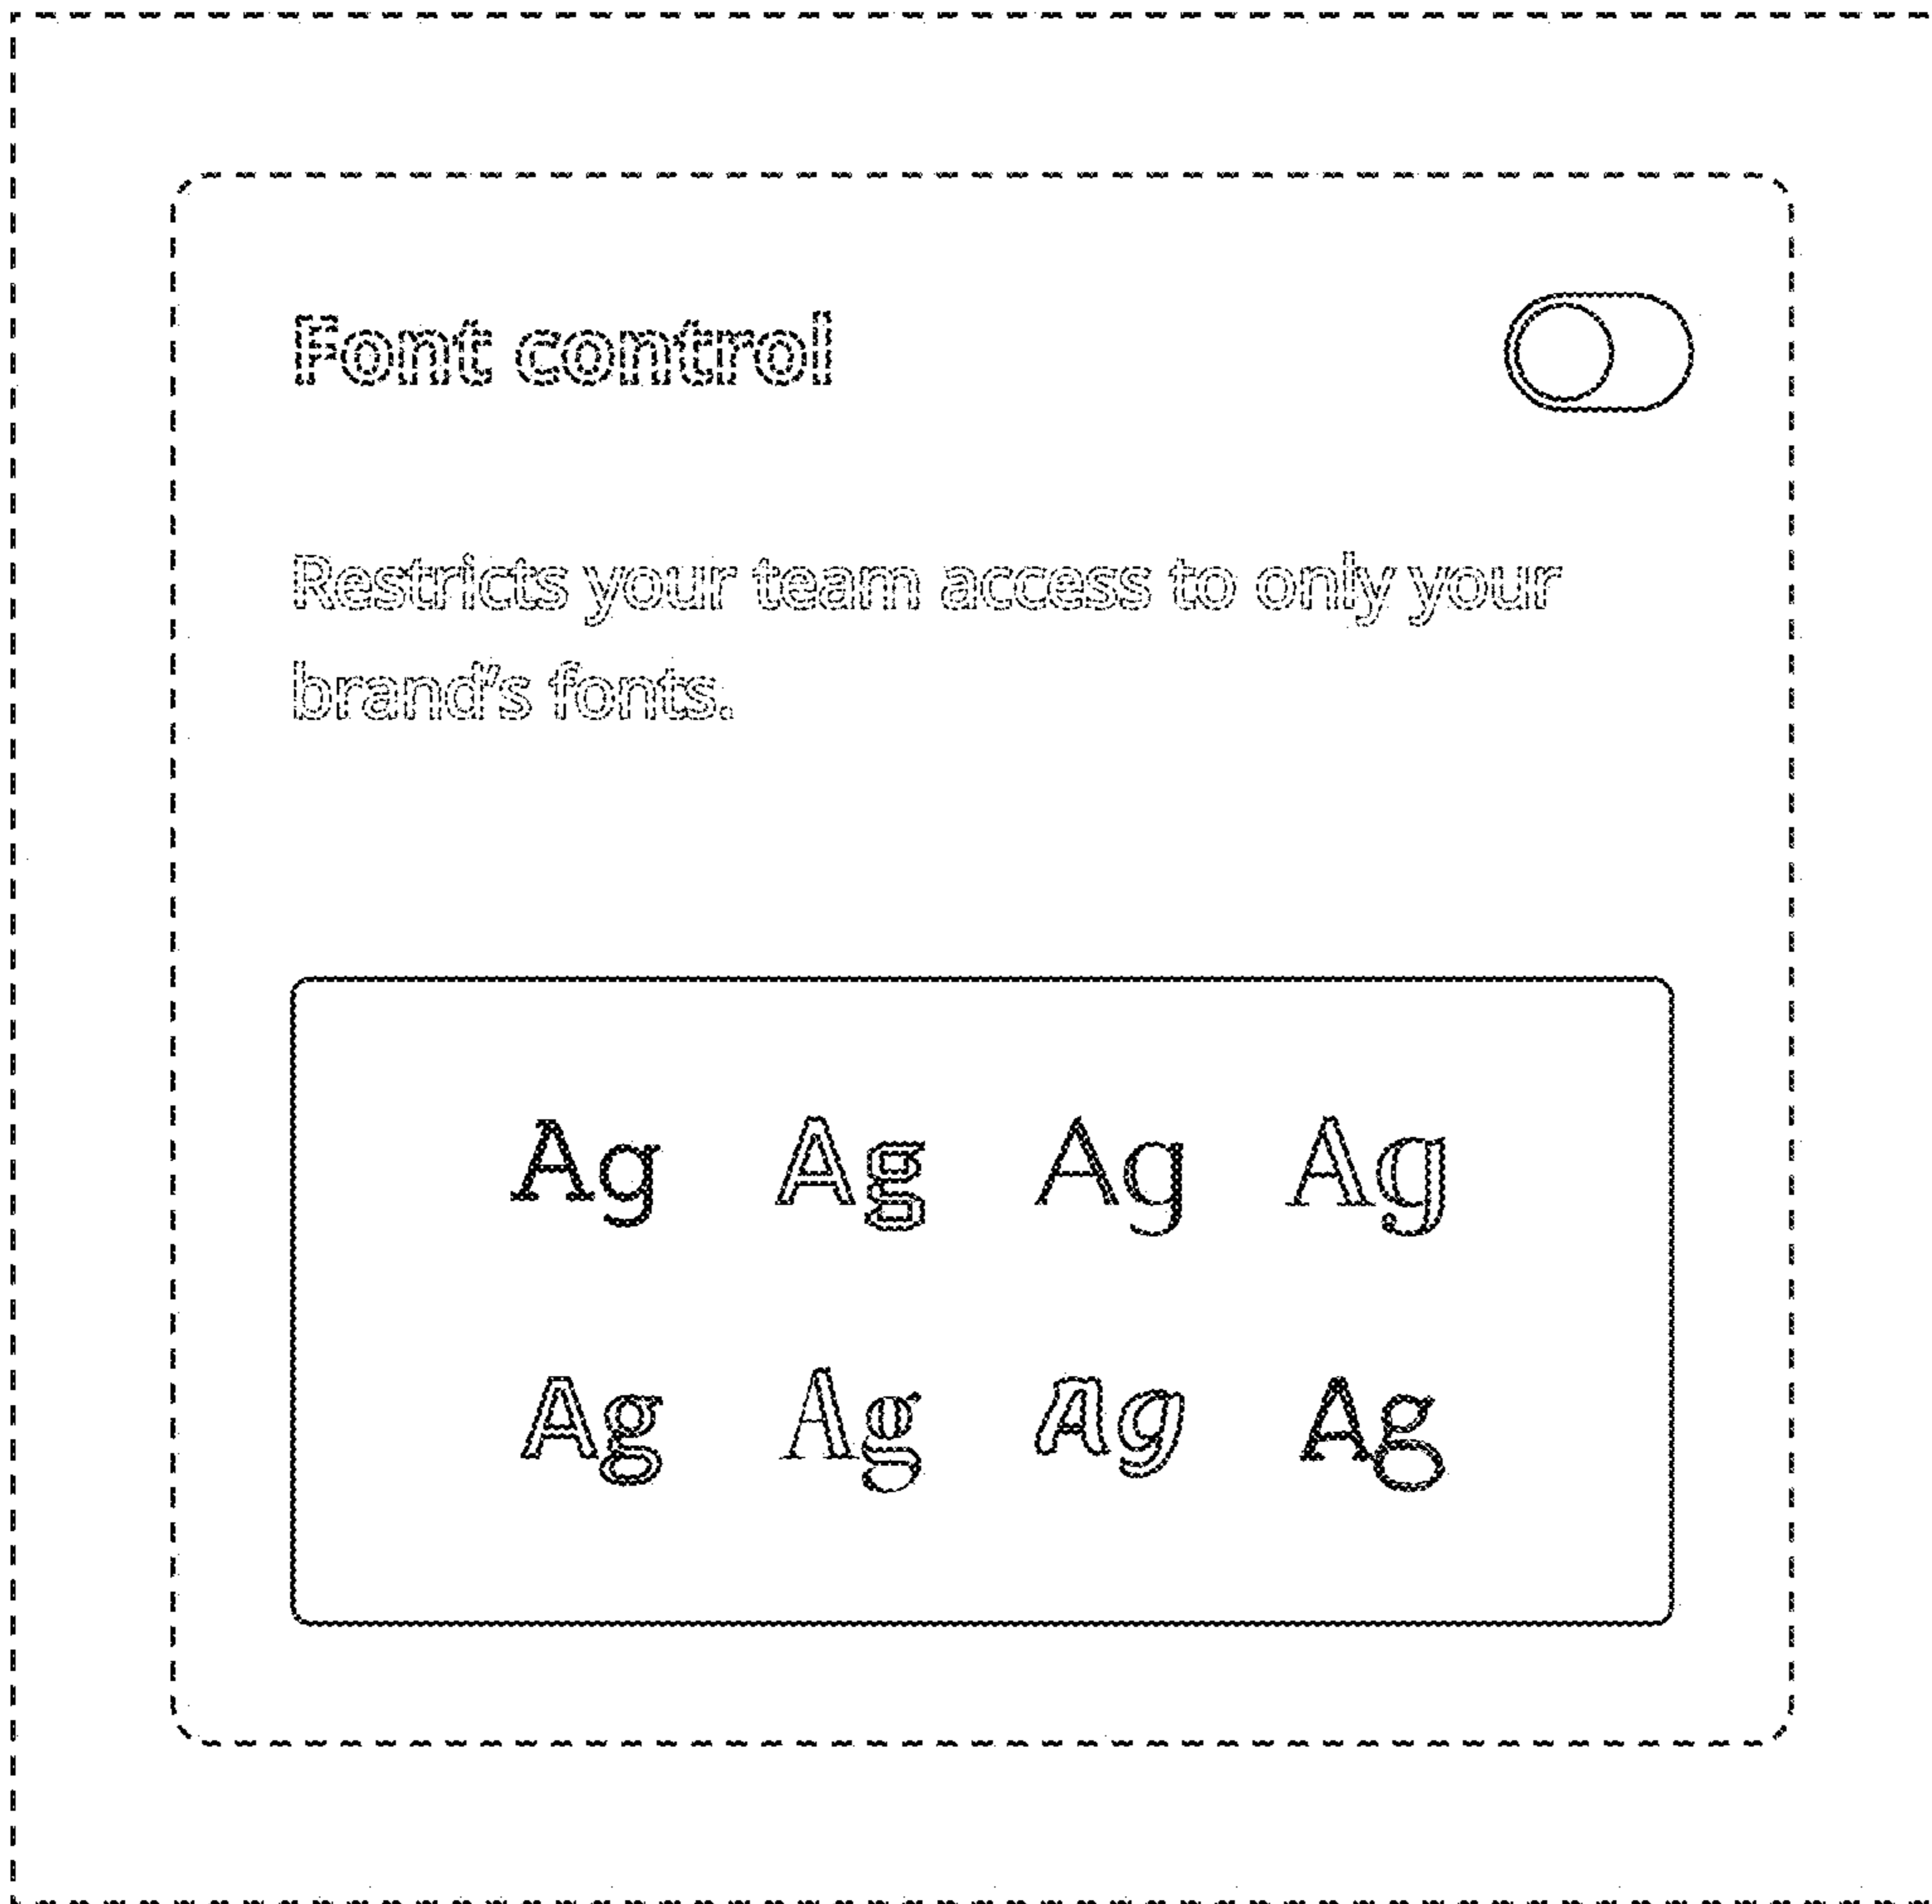 Font control
Restricts your team access to only your
brand's fonts.
Ag Ag Ag Ag
Ag Ag Ag Ag